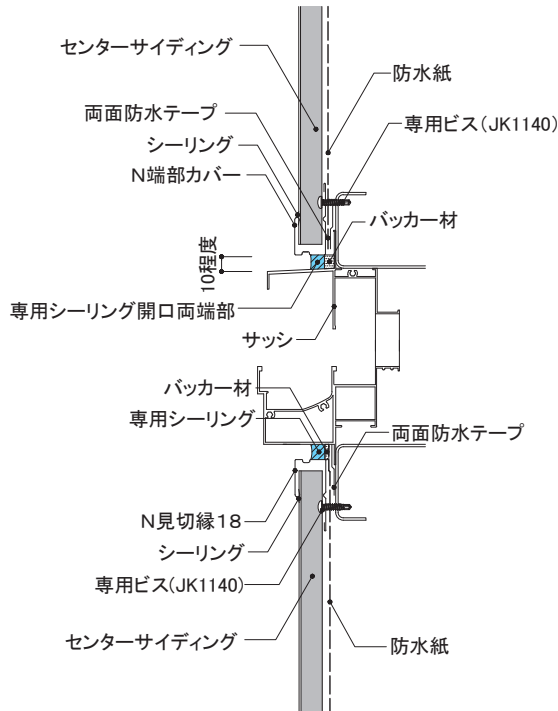 センターサイディング
防水紙
両面防水テープ
専用ビス(JK1140)
シーリング
N端部カバー
バッカー材
10程度
専用シーリング開口両端部
サッシ
バッカー材
専用シーリング
両面防水テープ
N見切縁18
シーリング
専用ビス(JK1140)
センターサイディング
防水紙